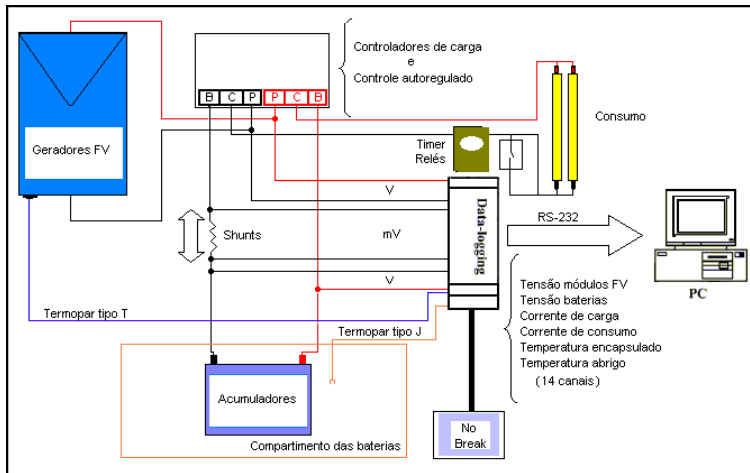 Controladores de carga
e
Controle autoregulado
B C P P C B
Geradores FV
Timer
Relés
Consumo
V
Shunts
mV
V
Data-logging
RS-232
PC
Termopar tipo T
Termopar tipo J
Tensão módulos FV
Tensão baterias
Corrente de carga
Corrente de consumo
Temperatura encapsulado
Temperatura abrigo
(14 canais)
Acumuladores
Compartimento das baterias
No
Break